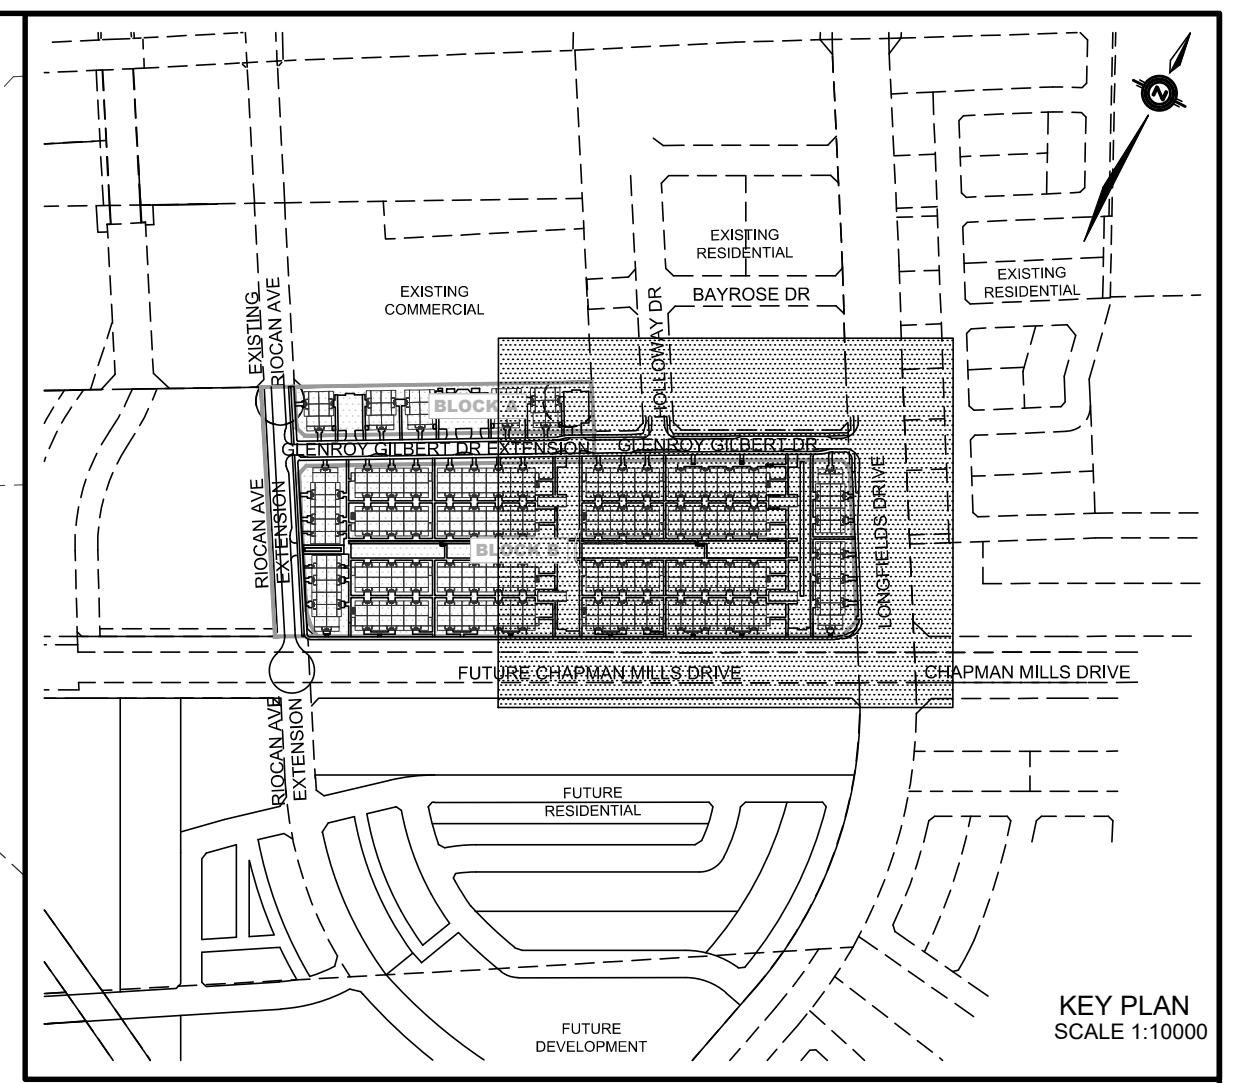 N
EXISTING
RESIDENTIAL
EXISTING
RESIDENTIAL
BAYROSE DR
EXISTING
COMMERCIAL
EXISTING
RIOCAN AVE
HOLLOWAY DR
BLOCK A
GLENROY GILBERT DR EXTENSION
GLENROY GILBERT DR
RIOCAN AVE
EXTENSION
BLOCK B
LONGFIELDS DRIVE
FUTURE CHAPMAN MILLS DRIVE
CHAPMAN MILLS DRIVE
RIOCAN AVE
EXTENSION
FUTURE
RESIDENTIAL
FUTURE
DEVELOPMENT
KEY PLAN
SCALE 1:10000